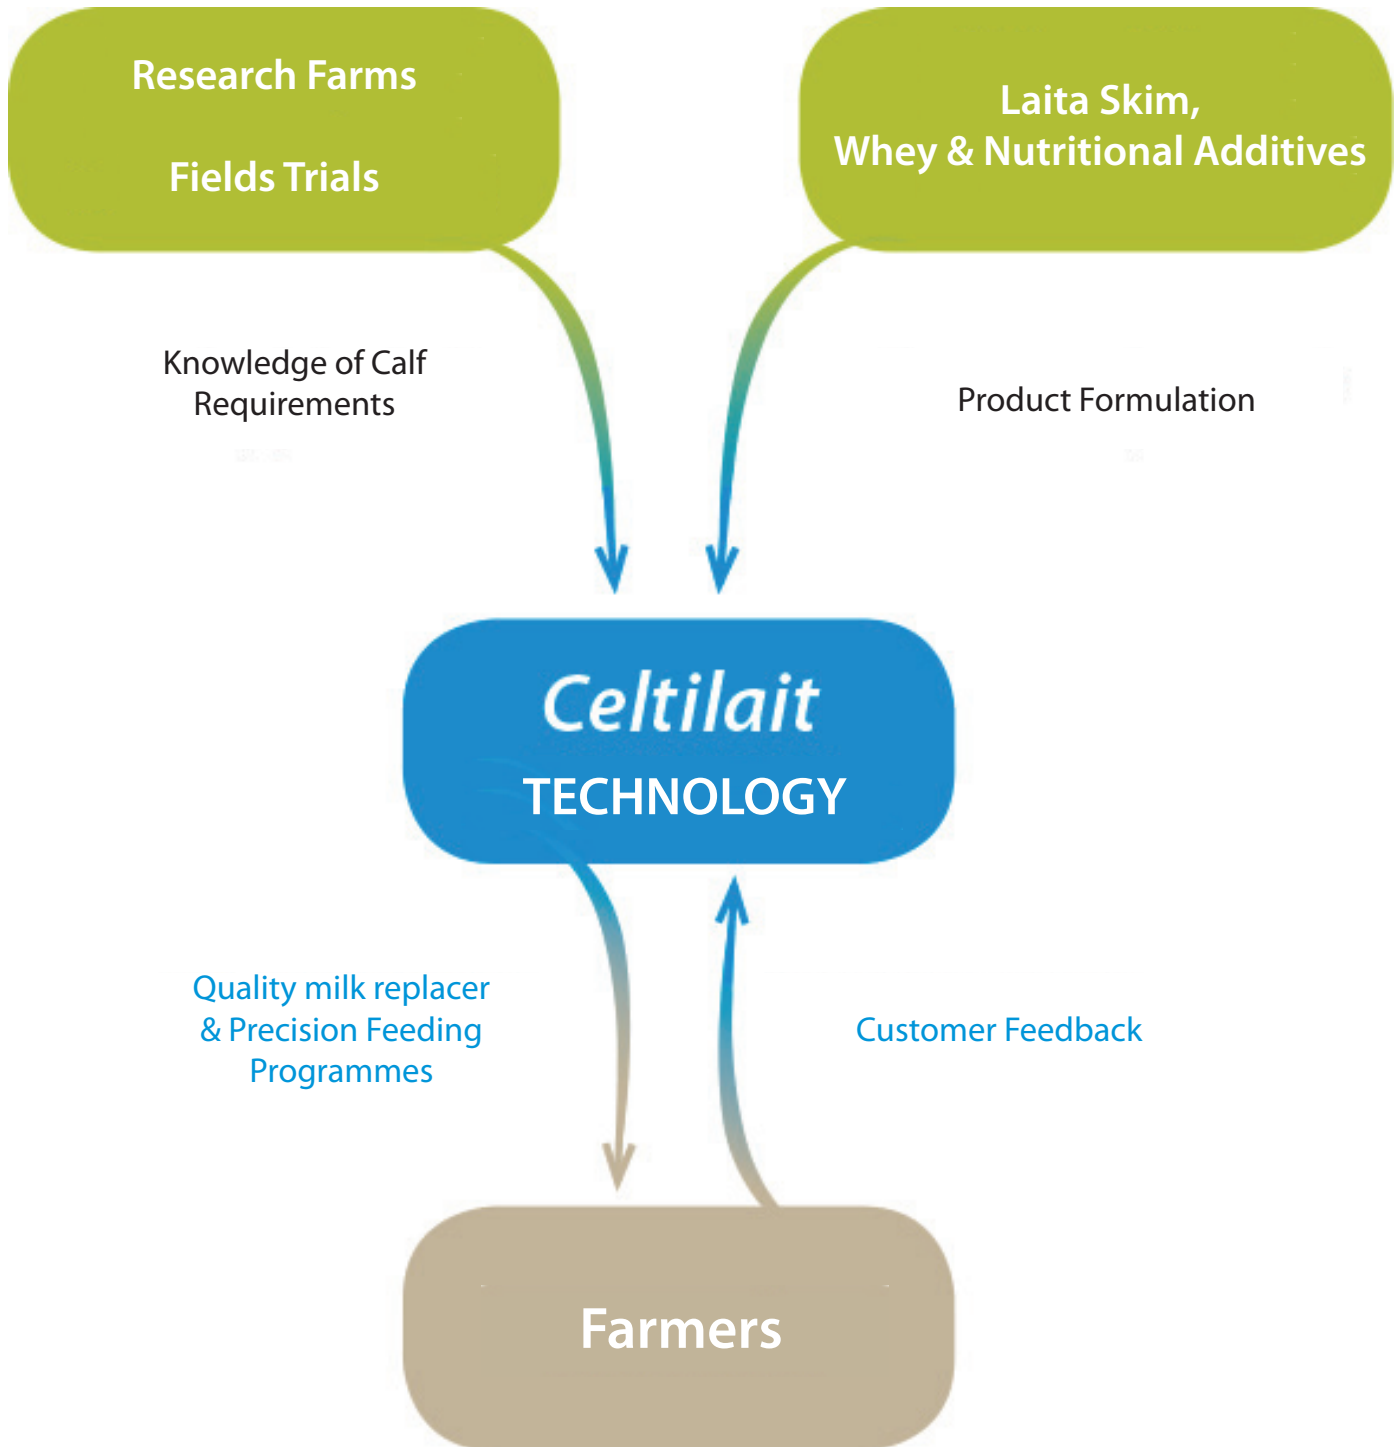 Research Farms
Fields Trials
Laita Skim,
Whey & Nutritional Additives
Knowledge of Calf
Requirements
Product Formulation
Celtilait
TECHNOLOGY
Quality milk replacer
& Precision Feeding
Programmes
Customer Feedback
Farmers